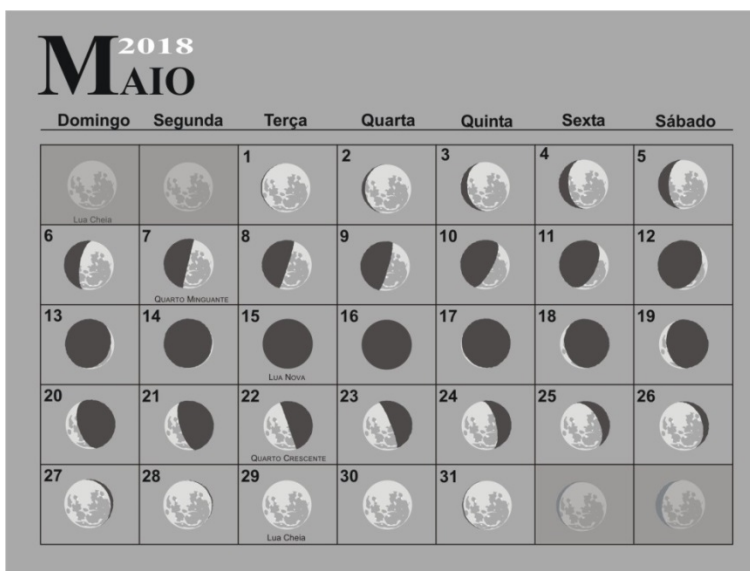 2018
MAIO
Domingo Segunda Terça Quarta Quinta Sexta Sábado
1 2 3 4 5
Lua Cheia
6 7 8 9 10 11 12
QUARTO MINGUANTE
13 14 15 16 17 18 19
LUA NOVA
20 21 22 23 24 25 26
QUARTO CRESCENTE
27 28 29 30 31
Lua Cheia